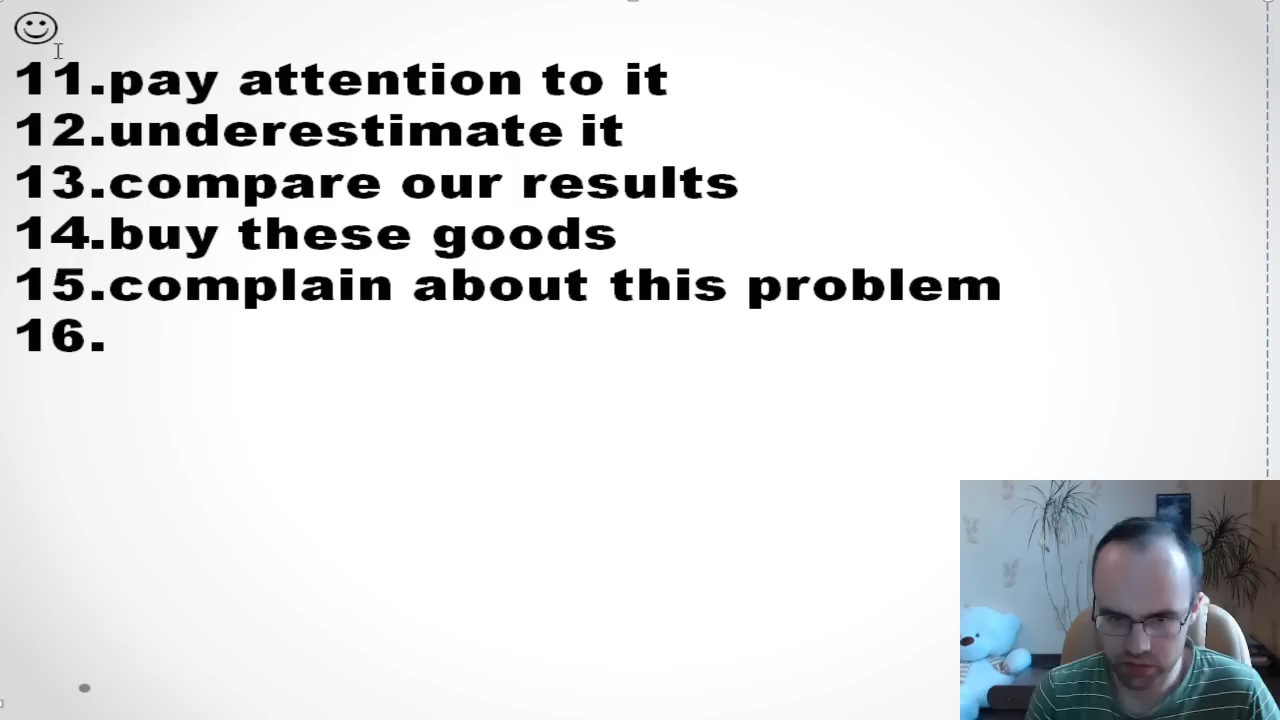 11.pay attention to it
12.underestimate it
13.compare our results
14.buy these goods
15.complain about this problem
16.